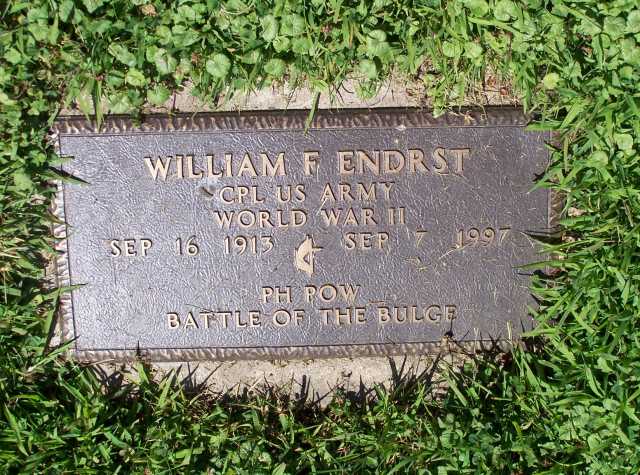 WILLIAM F ENDRST
CPL US ARMY
WORLD WAR II
SEP 16 1913 SEP 7 1997
PH POW
BATTLE OF THE BULGE